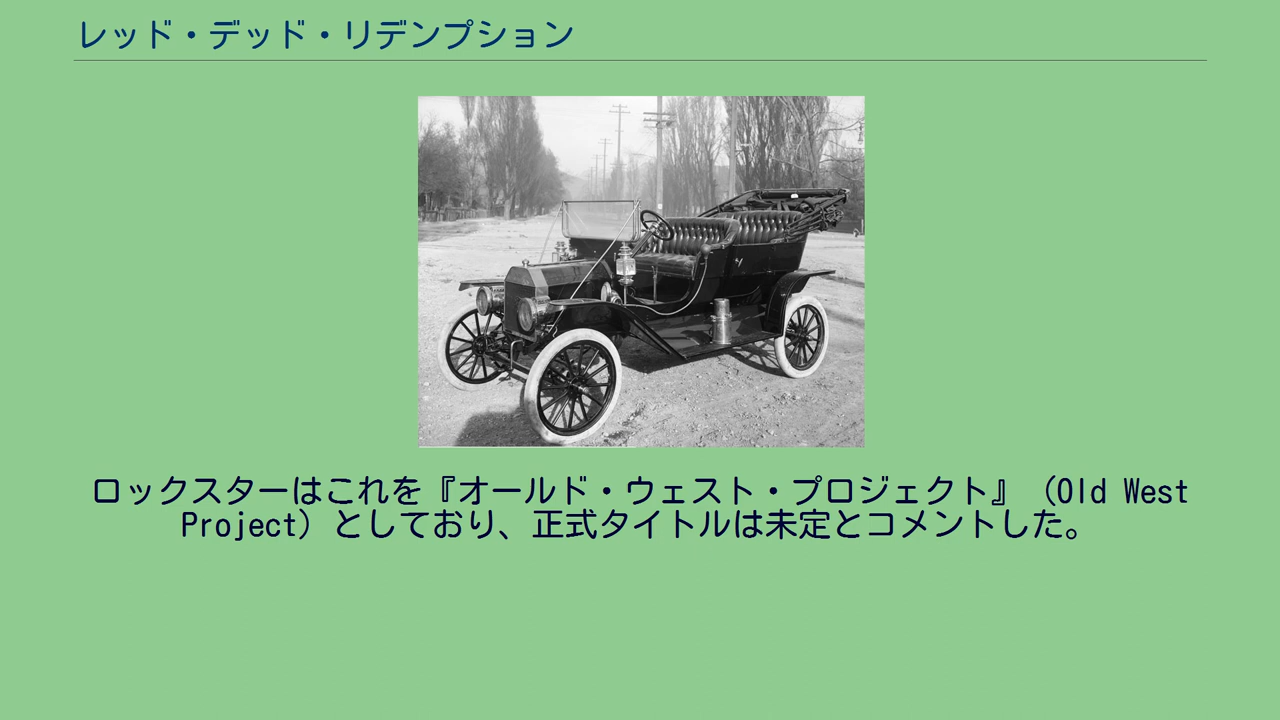 レッド・デッド・リデンプション
ロックスターはこれを『オールド・ウェスト・プロジェクト』（Old West
Project）としており、正式タイトルは未定とコメントした。